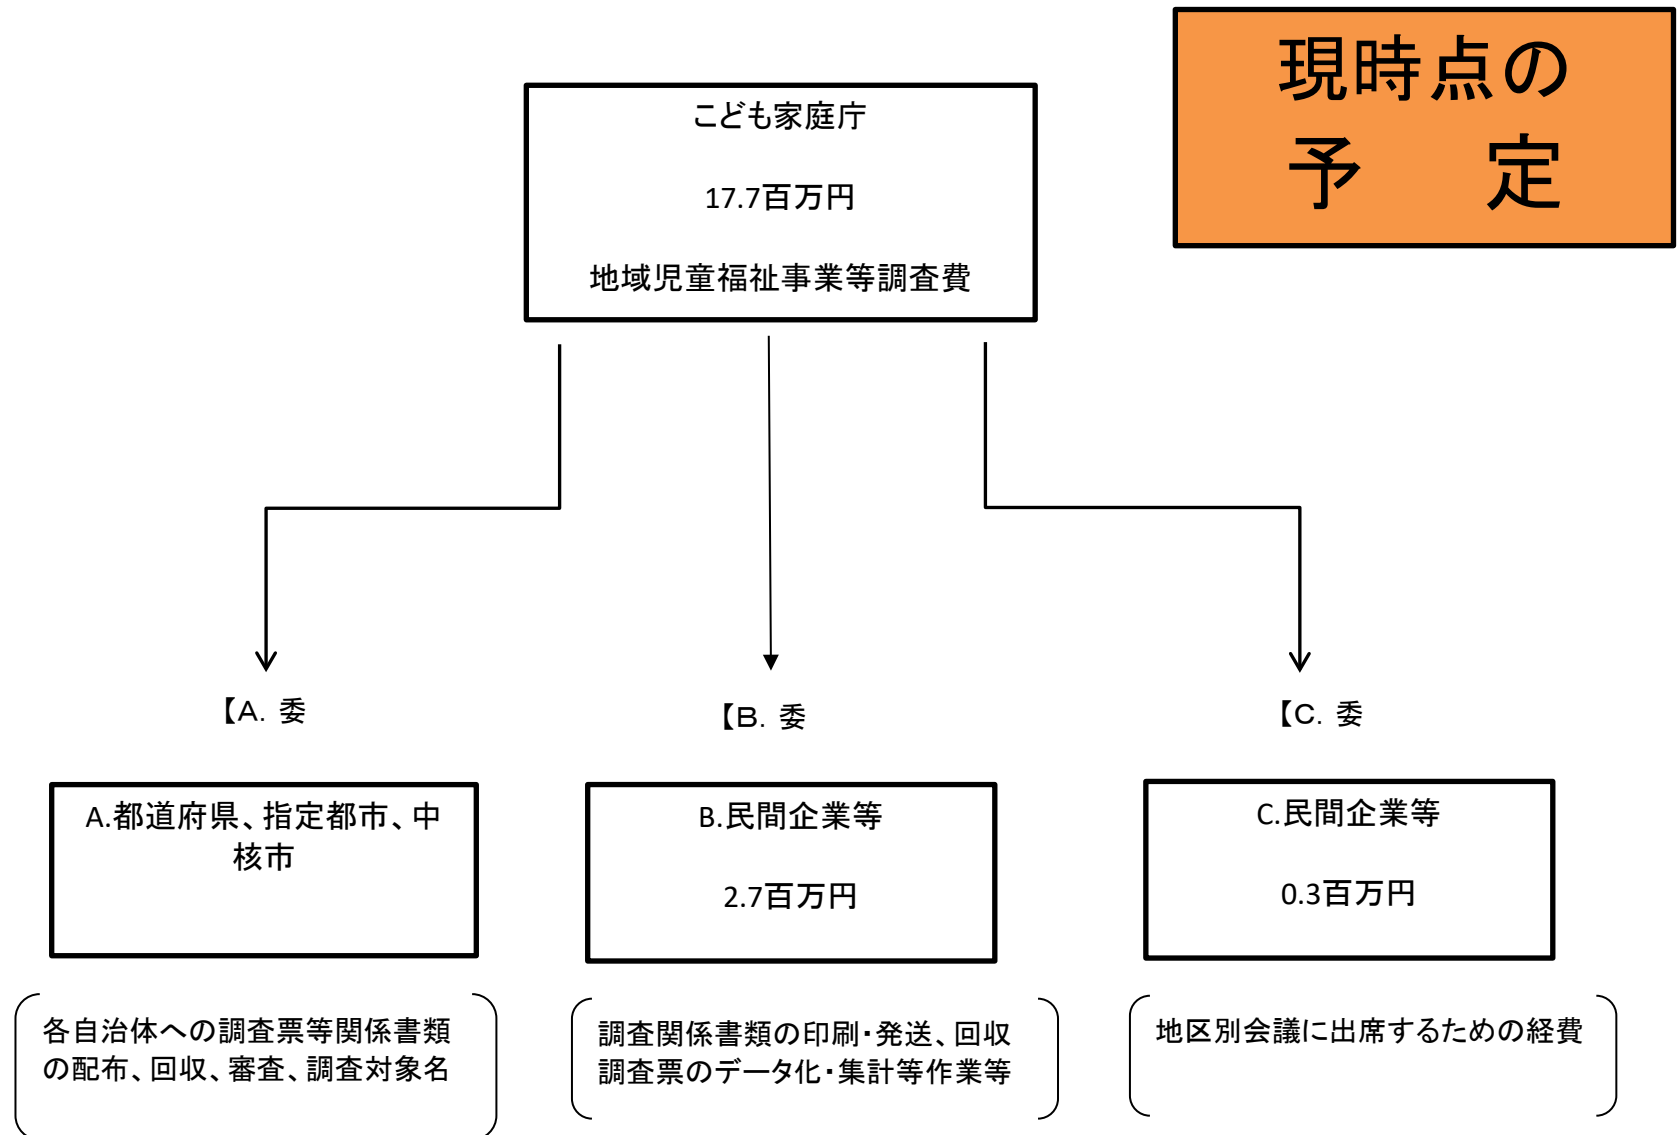 現時点の
予　定
こども家庭庁
17.7百万円
地域児童福祉事業等調査費
【A. 委
【B. 委
【C. 委
A.都道府県、指定都市、中
核市
B.民間企業等
2.7百万円
C.民間企業等
0.3百万円
各自治体への調査票等関係書類
の配布、回収、審査、調査対象名
調査関係書類の印刷・発送、回収
調査票のデータ化・集計等作業等
地区別会議に出席するための経費